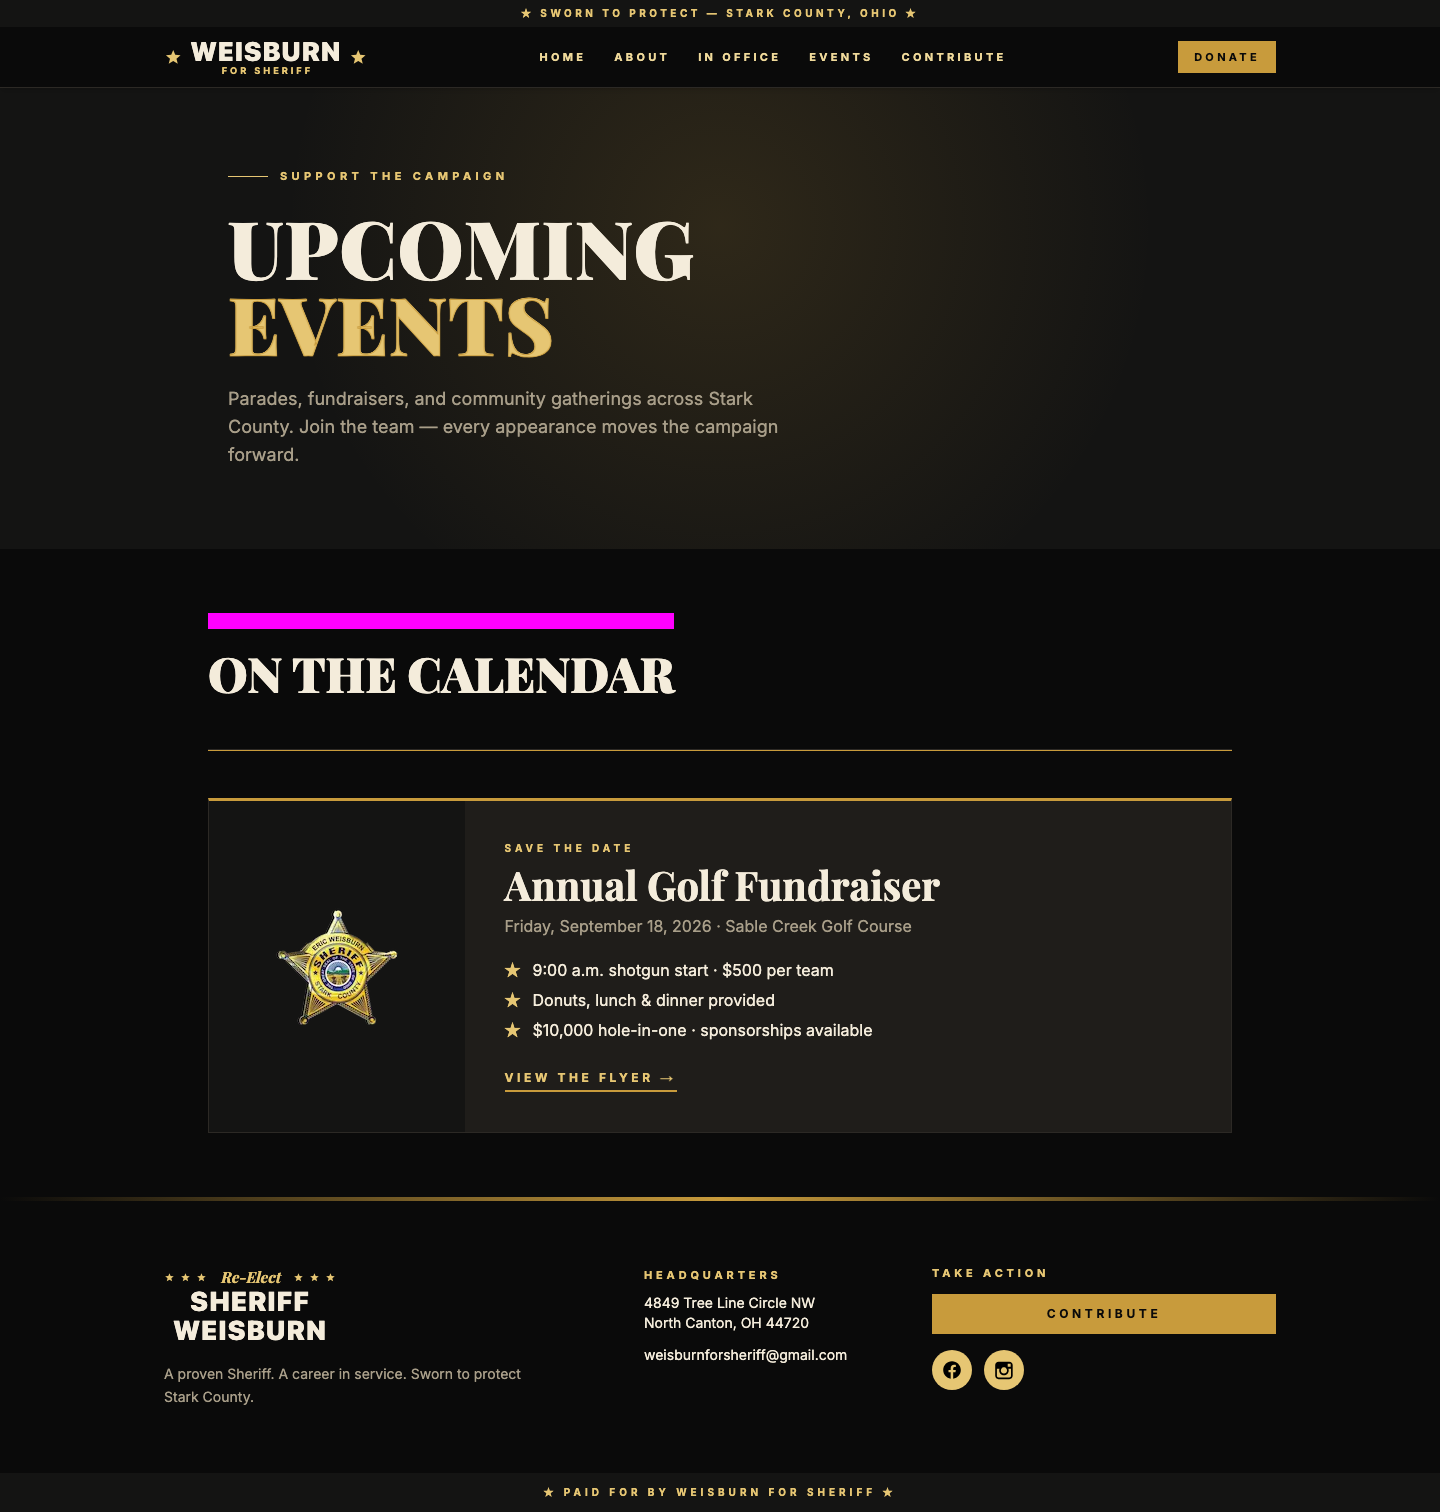 ★ SWORN TO PROTECT — STARK COUNTY, OHIO ★
★ WEISBURN ★
FOR SHERIFF
HOME ABOUT IN OFFICE EVENTS CONTRIBUTE
DONATE
SUPPORT THE CAMPAIGN
UPCOMING
EVENTS
Parades, fundraisers, and community gatherings across Stark
County. Join the team — every appearance moves the campaign
forward.
ON THE CALENDAR
ERIC WEISBURN
SHERIFF
STARK COUNTY
SAVE THE DATE
Annual Golf Fundraiser
Friday, September 18, 2026 · Sable Creek Golf Course
★ 9:00 a.m. shotgun start · $500 per team
★ Donuts, lunch & dinner provided
★ $10,000 hole-in-one · sponsorships available
VIEW THE FLYER →
★ ★ ★ Re-Elect ★ ★ ★
SHERIFF
WEISBURN
A proven Sheriff. A career in service. Sworn to protect
Stark County.
HEADQUARTERS
4849 Tree Line Circle NW
North Canton, OH 44720
weisburnforsheriff@gmail.com
TAKE ACTION
CONTRIBUTE
★ PAID FOR BY WEISBURN FOR SHERIFF ★